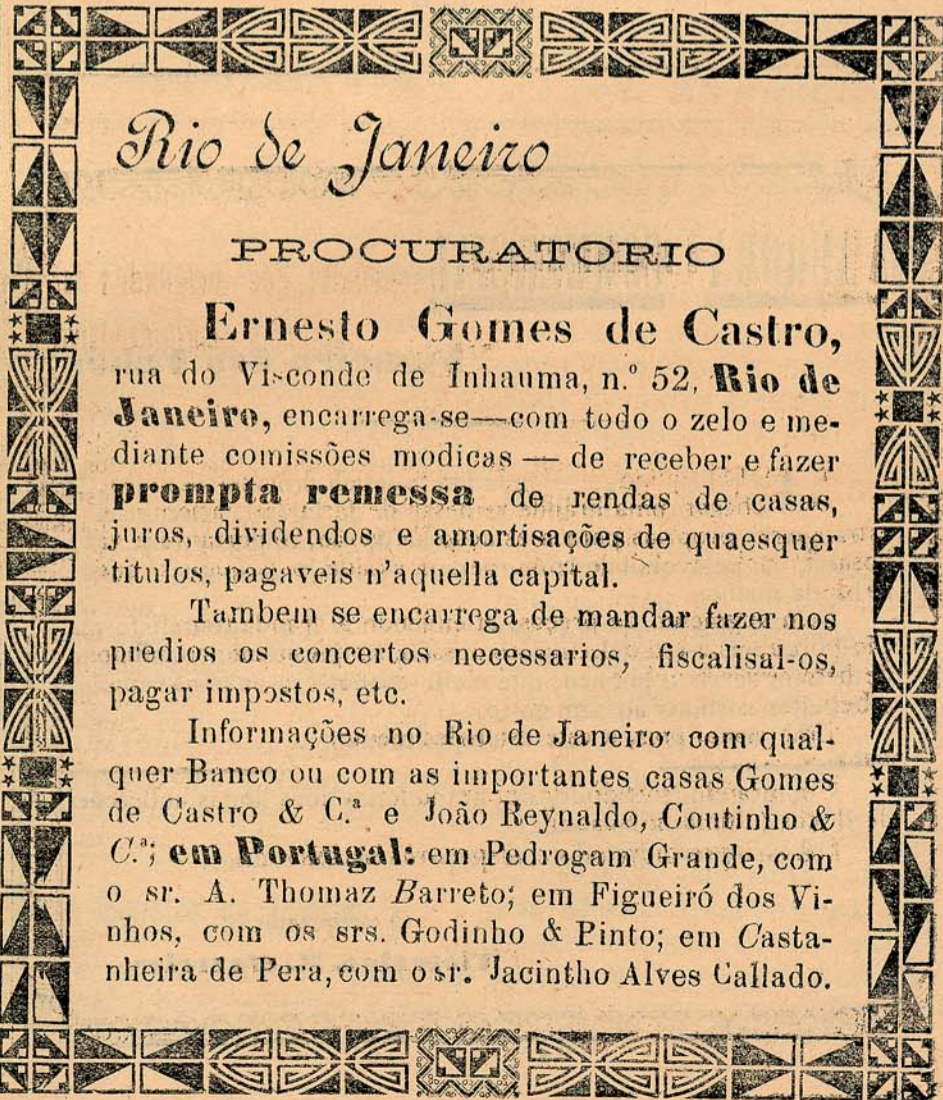 Rio de Janeiro
PROCURATORIO
Ernesto Gomes de Castro,
rua do Visconde de Inhauma, n.º 52, Rio de
Janeiro, encarrega-se—com todo o zelo e me-
diante comissões modicas — de receber e fazer
prompta remessa de rendas de casas,
juros, dividendos e amortisações de quaesquer
titulos, pagaveis n'aquella capital.
Tambem se encarrega de mandar fazer nos
predios os concertos necessarios, fiscalisal-os,
pagar impostos, etc.
Informações no Rio de Janeiro com qual-
quer Banco ou com as importantes casas Gomes
de Castro & C.ª e João Reynaldo, Coutinho &
C.ª; em Portugal: em Pedrogam Grande, com
o sr. A. Thomaz Barreto; em Figueiró dos Vi-
nhos, com os srs. Godinho & Pinto; em Casta-
nheira de Pera, com o sr. Jacintho Alves Callado.